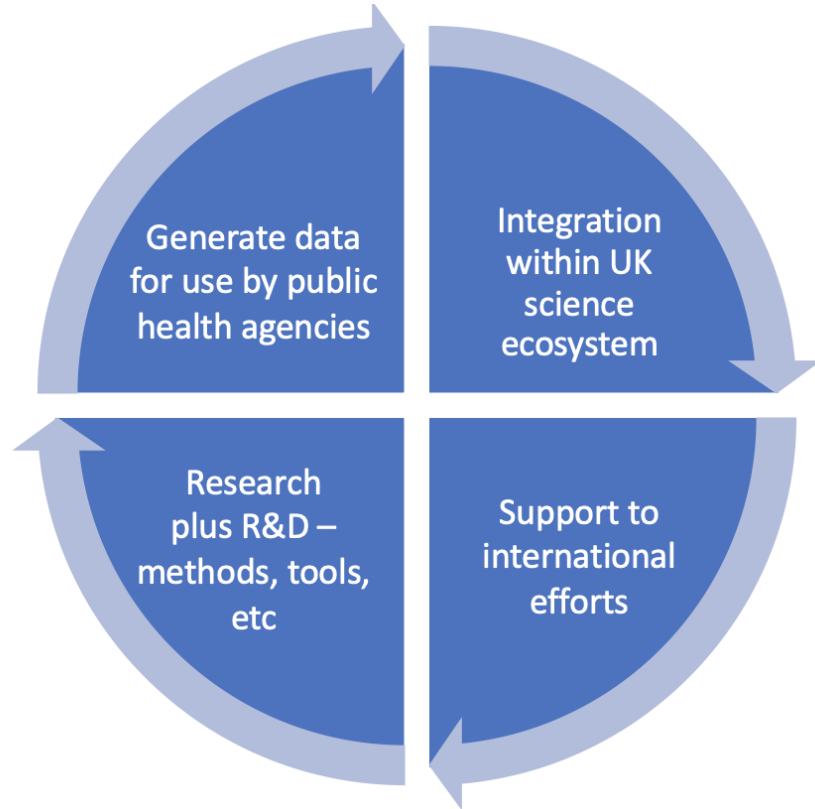 Generate data
for use by public
health agencies
Integration
within UK
science
ecosystem
Research
plus R&D –
methods, tools,
etc
Support to
international
efforts